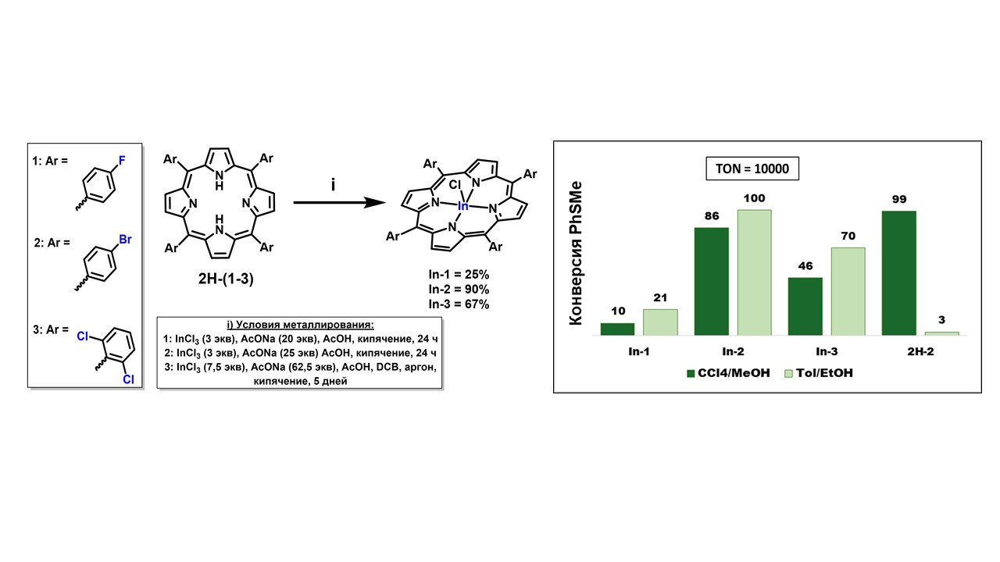 1: Ar =
F
2: Ar =
Br
3: Ar =
Cl
Cl
Ar
Ar
N
H
N
N
H
N
Ar
Ar
2H-(1-3)
i
Ar
Ar
Cl
N
N
In
N
N
Ar
Ar
In-1 = 25%
In-2 = 90%
In-3 = 67%
i) Условия металлирования:
1: InCl3 (3 экв), AcONa (20 экв), AcOH, кипячение, 24 ч
2: InCl3 (3 экв), AcONa (25 экв) AcOH, кипячение, 24 ч
3: InCl3 (7,5 экв), AcONa (62,5 экв), AcOH, DCB, аргон,
кипячение, 5 дней
TON = 10000
Конверсия PhSMe
10
21
86
100
46
70
99
3
In-1
In-2
In-3
2H-2
CCl4/MeOH
Tol/EtOH